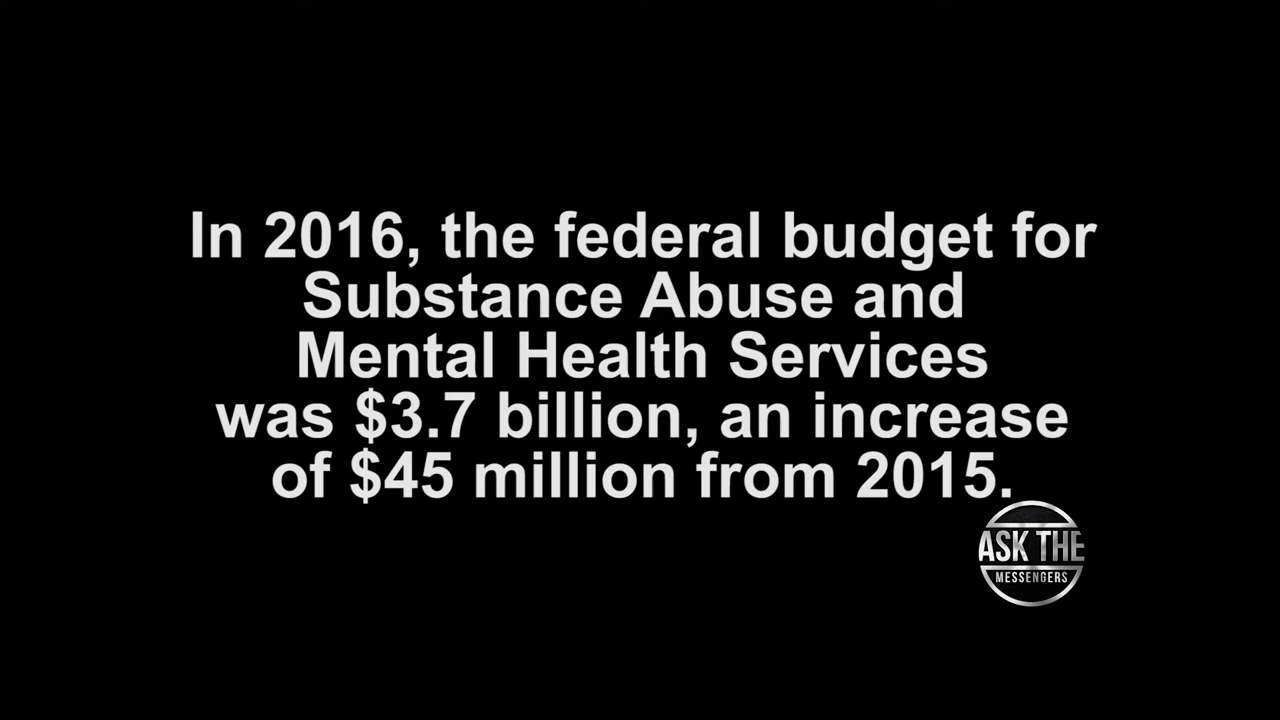 In 2016, the federal budget for
Substance Abuse and
Mental Health Services
was $3.7 billion, an increase
of $45 million from 2015.
ASK THE
MESSENGERS